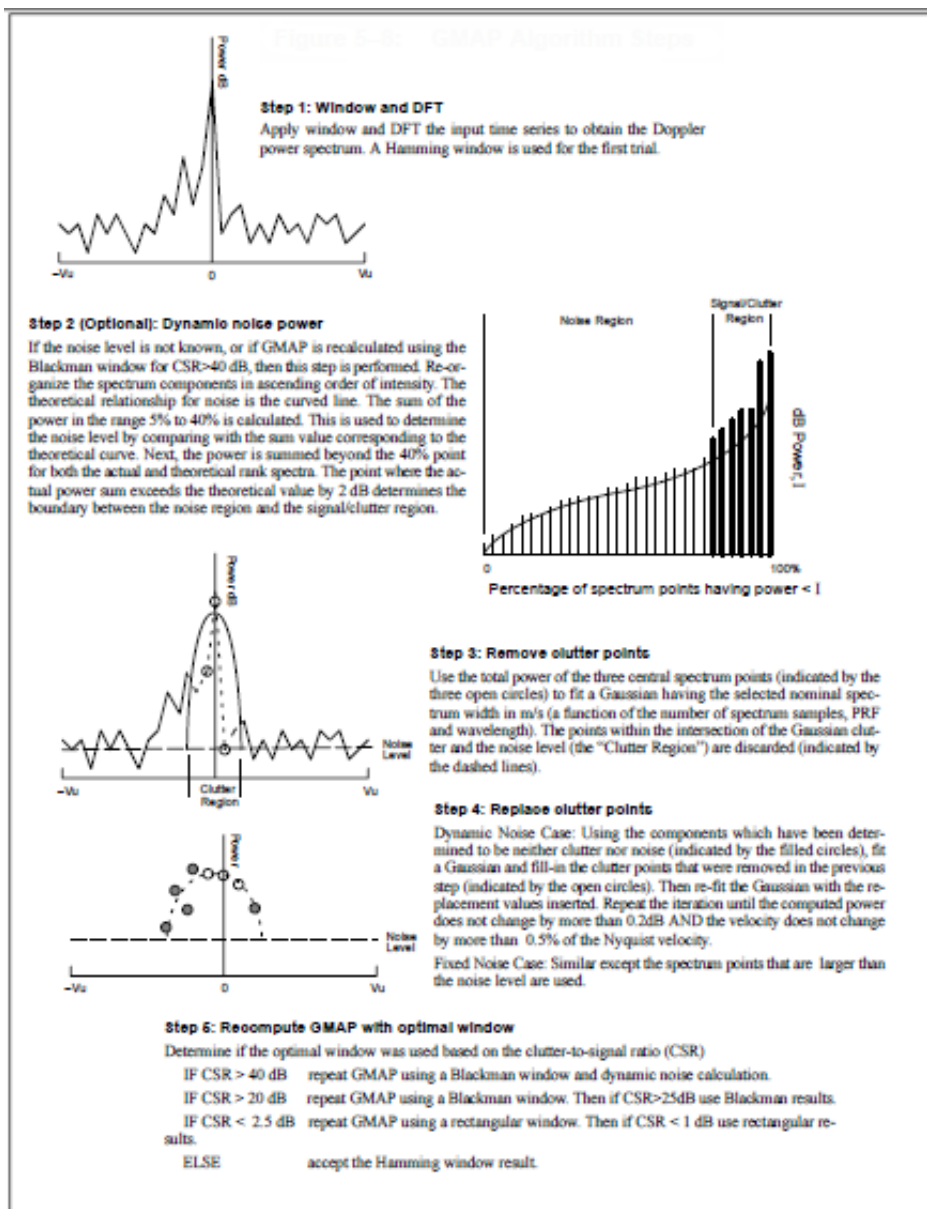 Figure 5-6: GMAP Algorithm Steps
Power dB
Step 1: Window and DFT
Apply window and DFT the input time series to obtain the Doppler
power spectrum. A Hamming window is used for the first trial.
–Vu
0
Vu
Step 2 (Optional): Dynamic noise power
If the noise level is not known, or if GMAP is recalculated using the
Blackman window for CSR>40 dB, then this step is performed. Re-or-
ganize the spectrum components in ascending order of intensity. The
theoretical relationship for noise is the curved line. The sum of the
power in the range 5% to 40% is calculated. This is used to determine
the noise level by comparing with the sum value corresponding to the
theoretical curve. Next, the power is summed beyond the 40% point
for both the actual and theoretical rank spectra. The point where the ac-
tual power sum exceeds the theoretical value by 2 dB determines the
boundary between the noise region and the signal/clutter region.
Noise Region
Signal/Clutter
Region
dB Power, I
0
100%
Percentage of spectrum points having power < I
Power dB
Noise
Level
–Vu
Clutter
Region
Vu
Step 3: Remove clutter points
Use the total power of the three central spectrum points (indicated by the
three open circles) to fit a Gaussian having the selected nominal spec-
trum width in m/s (a function of the number of spectrum samples, PRF
and wavelength). The points within the intersection of the Gaussian clut-
ter and the noise level (the “Clutter Region”) are discarded (indicated by
the dashed lines).
Step 4: Replace clutter points
Dynamic Noise Case: Using the components which have been deter-
mined to be neither clutter nor noise (indicated by the filled circles), fit
a Gaussian and fill-in the clutter points that were removed in the previous
step (indicated by the open circles). Then re-fit the Gaussian with the re-
placement values inserted. Repeat the iteration until the computed power
does not change by more than 0.2dB AND the velocity does not change
by more than 0.5% of the Nyquist velocity.
Fixed Noise Case: Similar except the spectrum points that are larger than
the noise level are used.
Power
Noise
Level
–Vu
0
Vu
Step 5: Recompute GMAP with optimal window
Determine if the optimal window was used based on the clutter-to-signal ratio (CSR)
IF CSR > 40 dB repeat GMAP using a Blackman window and dynamic noise calculation.
IF CSR > 20 dB repeat GMAP using a Blackman window. Then if CSR>25dB use Blackman results.
IF CSR < 2.5 dB repeat GMAP using a rectangular window. Then if CSR < 1 dB use rectangular re-
sults.
ELSE accept the Hamming window result.